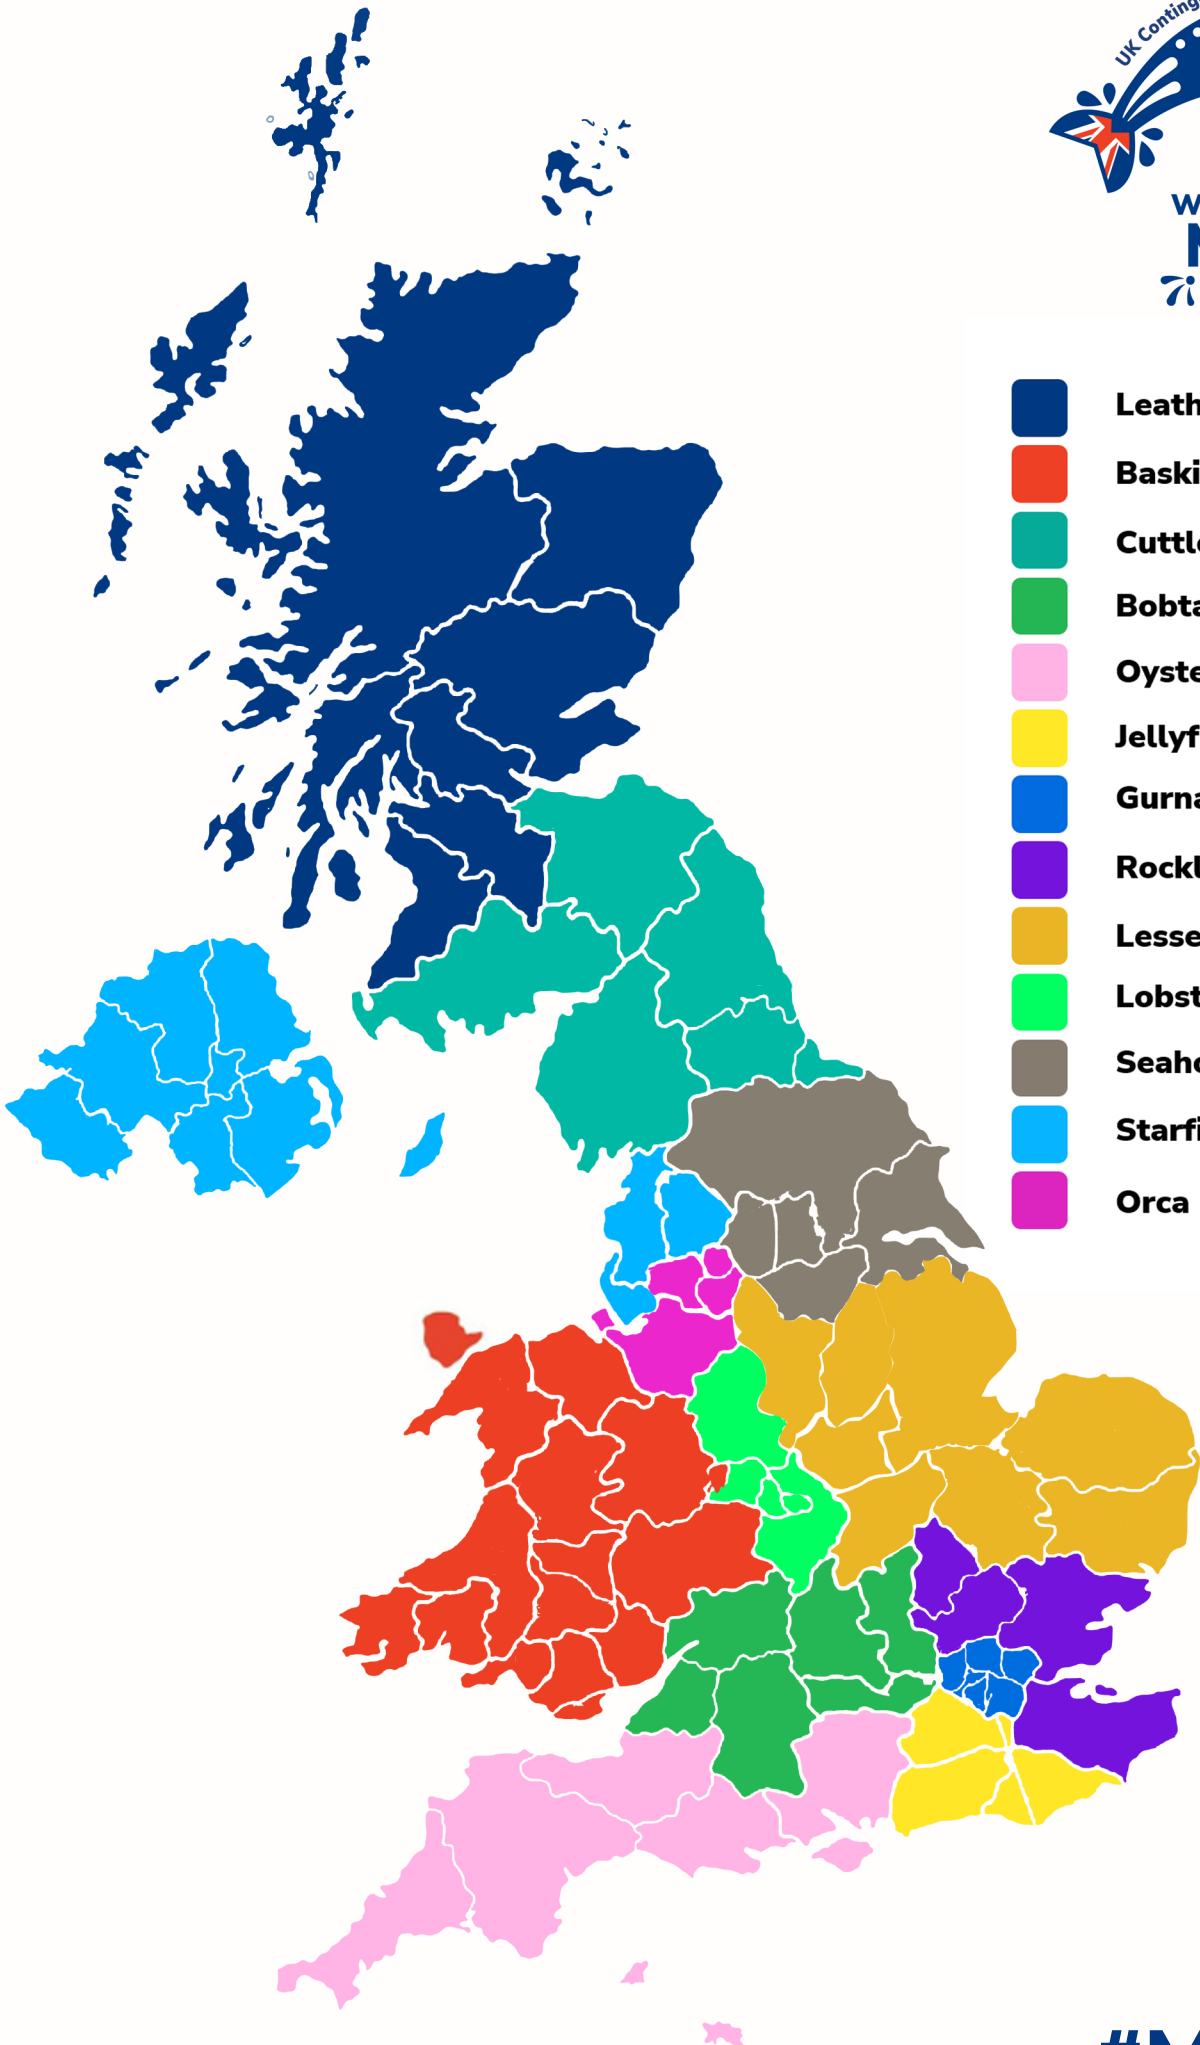 UK Conting
W
Leath
Baski
Cuttl
Bobta
Oyste
Jellyf
Gurna
Rockl
Lesse
Lobst
Seaho
Starfi
Orca
#M